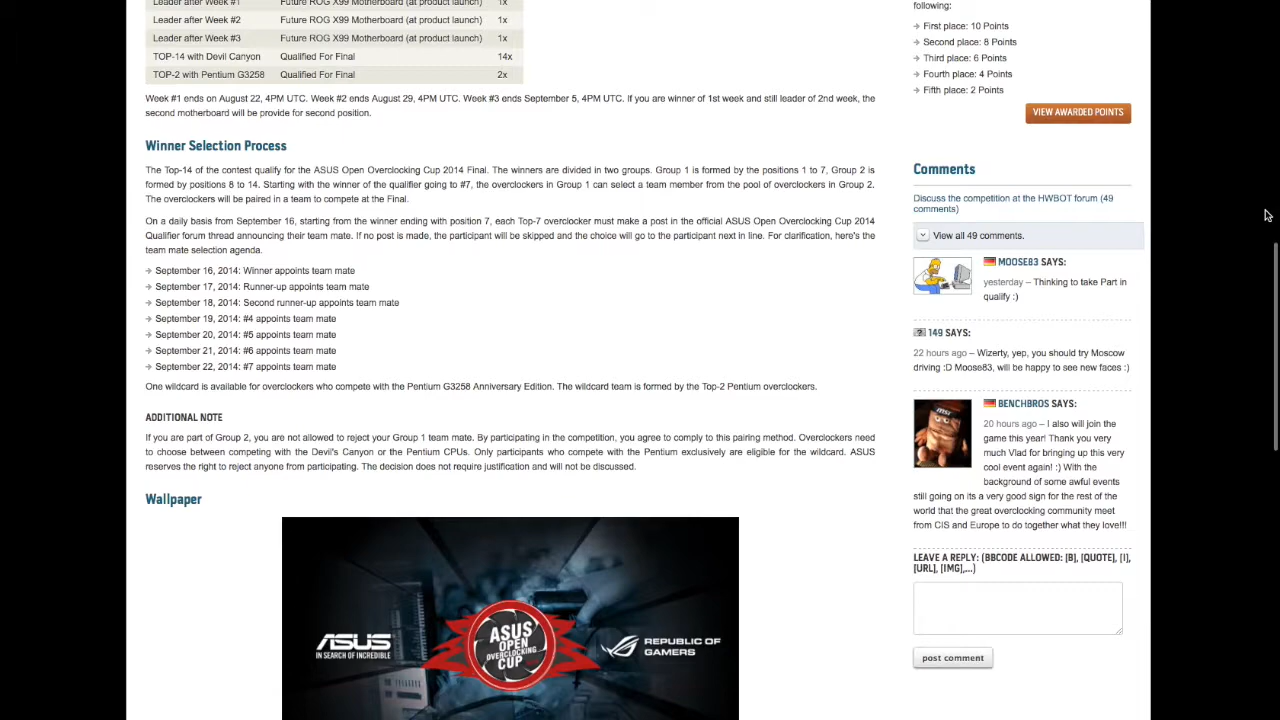 Leader after Week #1 Future ROG X99 Motherboard (at product launch) 1x
Leader after Week #2 Future ROG X99 Motherboard (at product launch) 1x
Leader after Week #3 Future ROG X99 Motherboard (at product launch) 1x
TOP-14 with Devil Canyon Qualified For Final 14x
TOP-2 with Pentium G3258 Qualified For Final 2x
Week #1 ends on August 22, 4PM UTC. Week #2 ends August 29, 4PM UTC. Week #3 ends September 5, 4PM UTC. If you are winner of 1st week and still leader of 2nd week, the
second motherboard will be provide for second position.
Winner Selection Process
The Top-14 of the contest qualify for the ASUS Open Overclocking Cup 2014 Final. The winners are divided in two groups. Group 1 is formed by the positions 1 to 7, Group 2 is
formed by positions 8 to 14. Starting with the winner of the qualifier going to #7, the overclockers in Group 1 can select a team member from the pool of overclockers in Group 2.
The overclockers will be paired in a team to compete at the Final.
On a daily basis from September 16, starting from the winner ending with position 7, each Top-7 overclocker must make a post in the official ASUS Open Overclocking Cup 2014
Qualifier forum thread announcing their team mate. If no post is made, the participant will be skipped and the choice will go to the participant next in line. For clarification, here's the
team mate selection agenda.
September 16, 2014: Winner appoints team mate
September 17, 2014: Runner-up appoints team mate
September 18, 2014: Second runner-up appoints team mate
September 19, 2014: #4 appoints team mate
September 20, 2014: #5 appoints team mate
September 21, 2014: #6 appoints team mate
September 22, 2014: #7 appoints team mate
One wildcard is available for overclockers who compete with the Pentium G3258 Anniversary Edition. The wildcard team is formed by the Top-2 Pentium overclockers.
ADDITIONAL NOTE
If you are part of Group 2, you are not allowed to reject your Group 1 team mate. By participating in the competition, you agree to comply to this pairing method. Overclockers need
to choose between competing with the Devil's Canyon or the Pentium CPUs. Only participants who compete with the Pentium exclusively are eligible for the wildcard. ASUS
reserves the right to reject anyone from participating. The decision does not require justification and will not be discussed.
Wallpaper
ASUS
IN SEARCH OF INCREDIBLE
ASUS
OPEN
OVERCLOCKING
CUP
REPUBLIC OF
GAMERS
following:
First place: 10 Points
Second place: 8 Points
Third place: 6 Points
Fourth place: 4 Points
Fifth place: 2 Points
VIEW AWARDED POINTS
Comments
Discuss the competition at the HWBOT forum (49
comments)
View all 49 comments.
MOOSE83 SAYS:
yesterday – Thinking to take Part in
qualify :)
149 SAYS:
22 hours ago – Wizerty, yep, you should try Moscow
driving :D Moose83, will be happy to see new faces :)
BENCHBROS SAYS:
20 hours ago – I also will join the
game this year! Thank you very
much Vlad for bringing up this very
cool event again! :) With the
background of some awful events
still going on its a very good sign for the rest of the
world that the great overclocking community meet
from CIS and Europe to do together what they love!!!
LEAVE A REPLY: (BBCODE ALLOWED: [B], [QUOTE], [I],
[URL], [IMG],...)
post comment